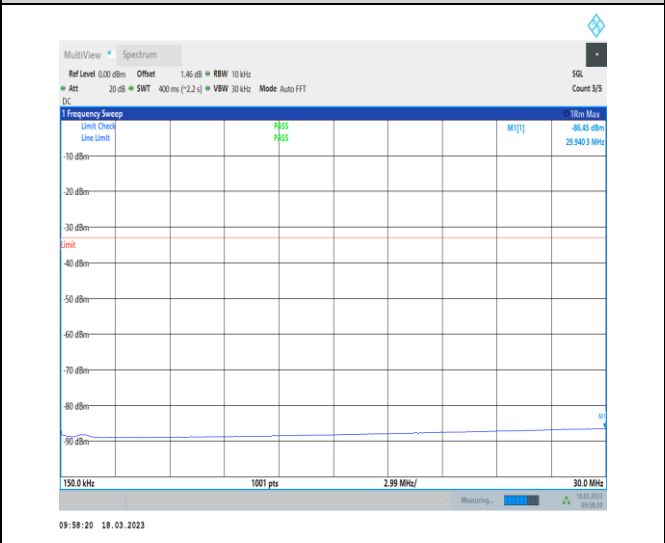 MultiView Spectrum
Ref Level 0.00 dBm Offset 1.46 dB RBW 10 kHz SGL
Att 20 dB SWT 400 ms (~2.2 s) VBW 30 kHz Mode Auto FFT Count 3/5
DC
1 Frequency Sweep 1Rm Max
Limit Check PASS M1[1] -86.45 dBm
Line Limit PASS 29.940 3 MHz
-10 dBm
-20 dBm
-30 dBm
Limit
-40 dBm
-50 dBm
-60 dBm
-70 dBm
-80 dBm
M1
-90 dBm
150.0 kHz 1001 pts 2.99 MHz/ 30.0 MHz
Measuring... 18.03.2023
09:58:20
09:58:20 18.03.2023